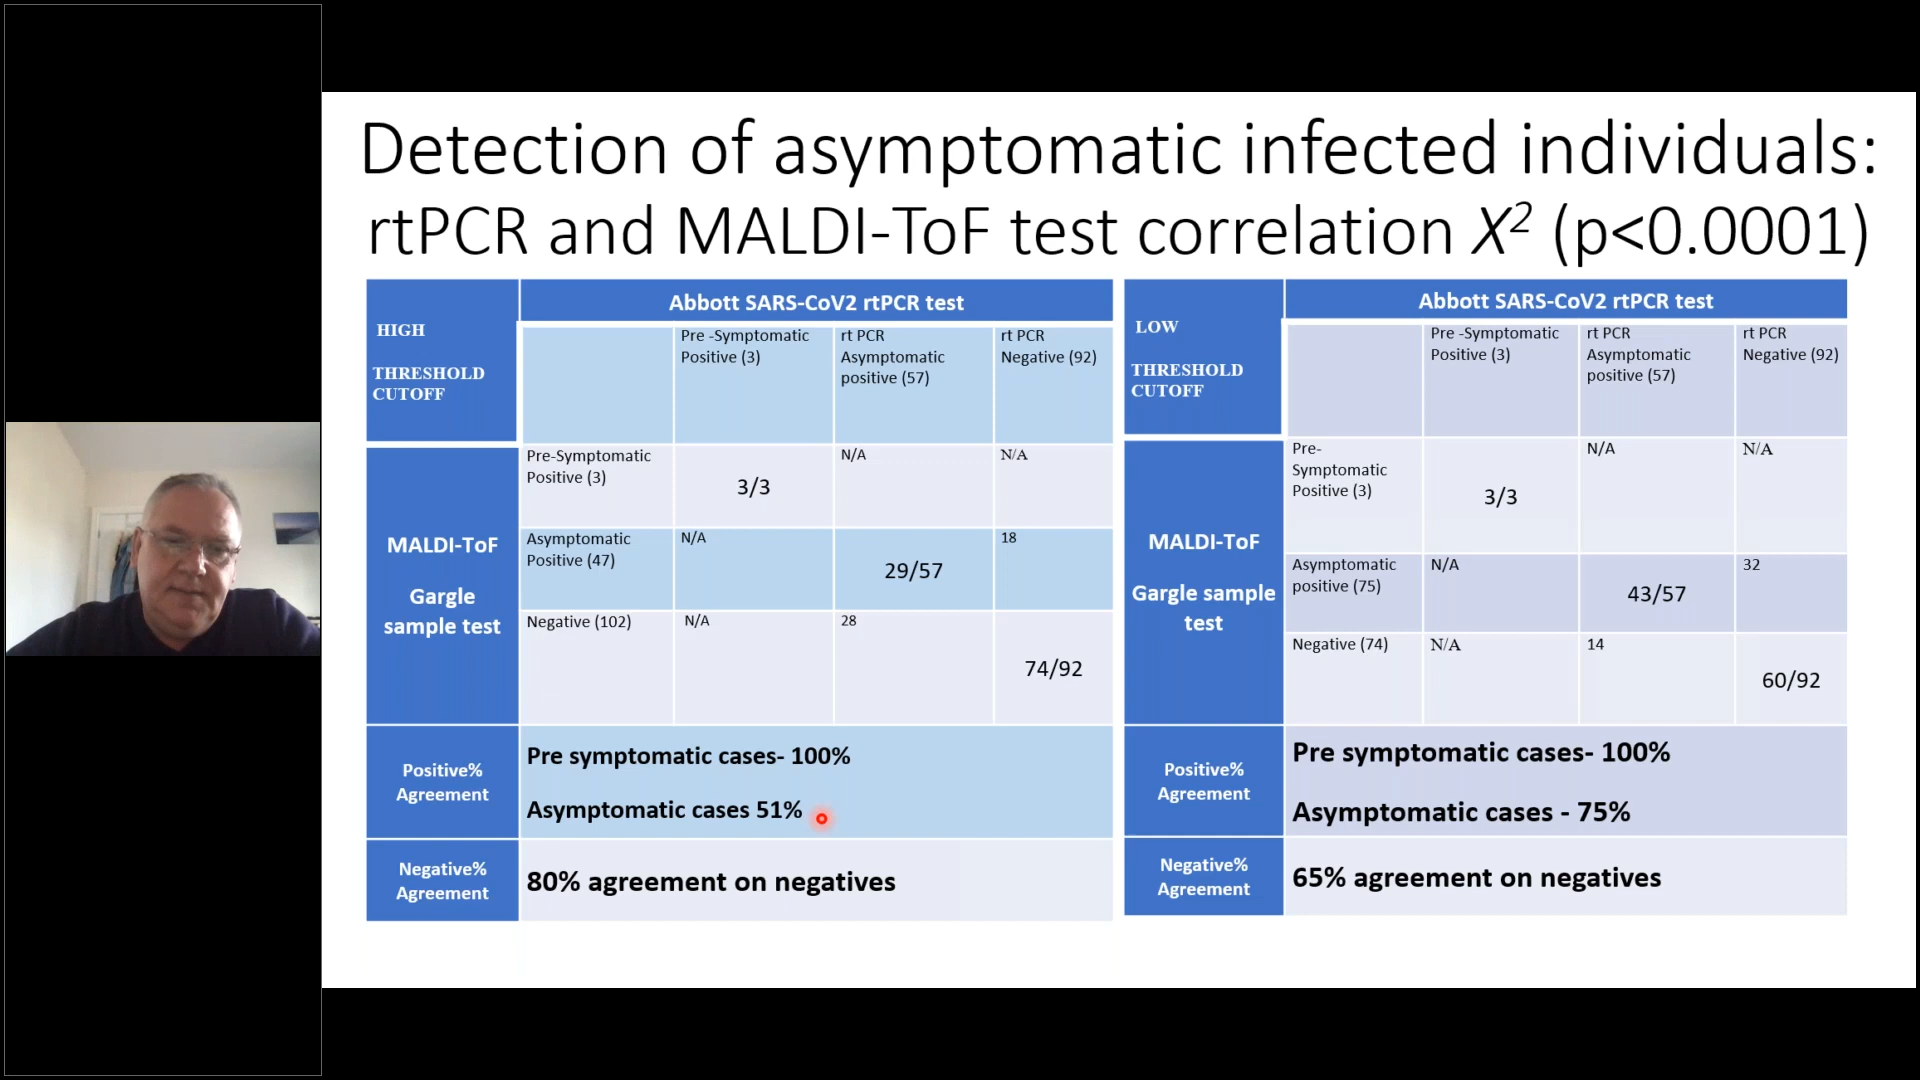 Detection of asymptomatic infected individuals:
rtPCR and MALDI-ToF test correlation X² (p<0.0001)
HIGH
THRESHOLD
CUTOFF
Abbott SARS-CoV2 rtPCR test
Pre -Symptomatic
Positive (3)
rt PCR
Asymptomatic
positive (57)
rt PCR
Negative (92)
MALDI-ToF
Gargle
sample test
Pre-Symptomatic
Positive (3)
3/3
N/A
N/A
Asymptomatic
Positive (47)
N/A
29/57
18
Negative (102)
N/A
28
74/92
Positive%
Agreement
Pre symptomatic cases- 100%
Asymptomatic cases 51%
Negative%
Agreement
80% agreement on negatives
LOW
THRESHOLD
CUTOFF
Abbott SARS-CoV2 rtPCR test
Pre -Symptomatic
Positive (3)
rt PCR
Asymptomatic
positive (57)
rt PCR
Negative (92)
MALDI-ToF
Gargle sample
test
Pre-
Symptomatic
Positive (3)
3/3
N/A
N/A
Asymptomatic
positive (75)
N/A
43/57
32
Negative (74)
N/A
14
60/92
Positive%
Agreement
Pre symptomatic cases- 100%
Asymptomatic cases - 75%
Negative%
Agreement
65% agreement on negatives